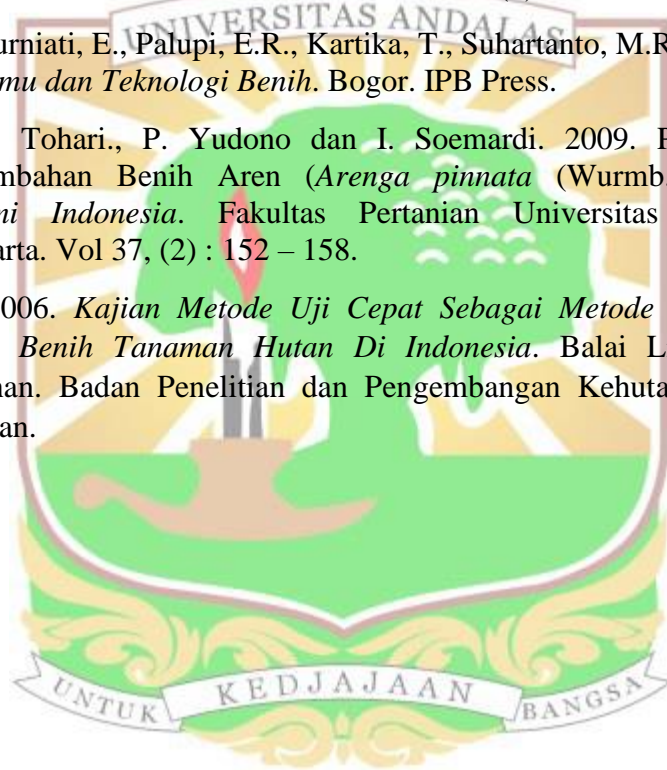 UNIVERSITAS ANDALAS
urniati, E., Palupi, E.R., Kartika, T., Suhartanto, M.R
mu dan Teknologi Benih. Bogor. IPB Press.
Tohari., P. Yudono dan I. Soemardi. 2009. F
mbahan Benih Aren (Arenga pinnata (Wurmb.
ni Indonesia. Fakultas Pertanian Universitas
arta. Vol 37, (2) : 152 – 158.
2006. Kajian Metode Uji Cepat Sebagai Metode
Benih Tanaman Hutan Di Indonesia. Balai L
nan. Badan Penelitian dan Pengembangan Kehuta
an.
UNTUK KEDJAJAAN BANGSA